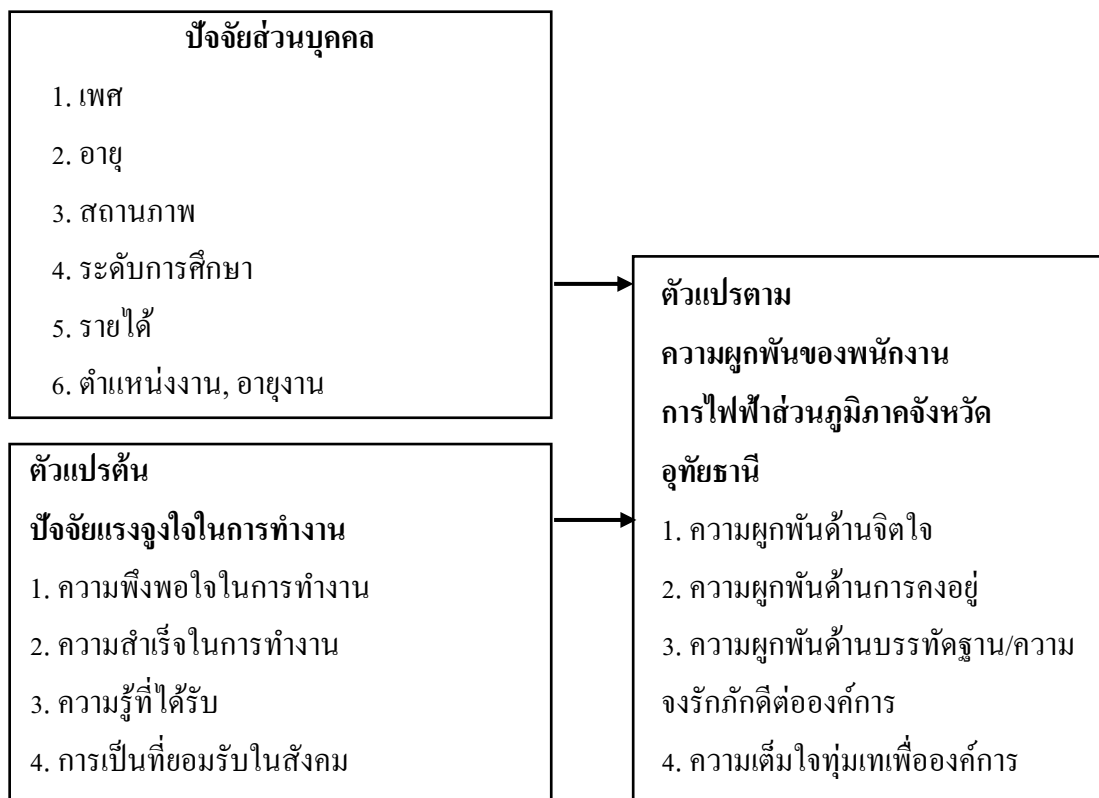 ปัจจัยส่วนบุคคล
1. เพศ
2. อายุ
3. สถานภาพ
4. ระดับการศึกษา
5. รายได้
6. ตำแหน่งงาน, อายุงาน
ตัวแปรต้น
ปัจจัยแรงจูงใจในการทำงาน
1. ความพึงพอใจในการทำงาน
2. ความสำเร็จในการทำงาน
3. ความรู้ที่ได้รับ
4. การเป็นที่ยอมรับในสังคม
ตัวแปรตาม
ความผูกพันของพนักงาน
การไฟฟ้าส่วนภูมิภาคจังหวัด
อุทัยธานี
1. ความผูกพันด้านจิตใจ
2. ความผูกพันด้านการคงอยู่
3. ความผูกพันด้านบรรทัดฐาน/ความ
จงรักภักดีต่อองค์การ
4. ความเต็มใจทุ่มเทเพื่อองค์การ